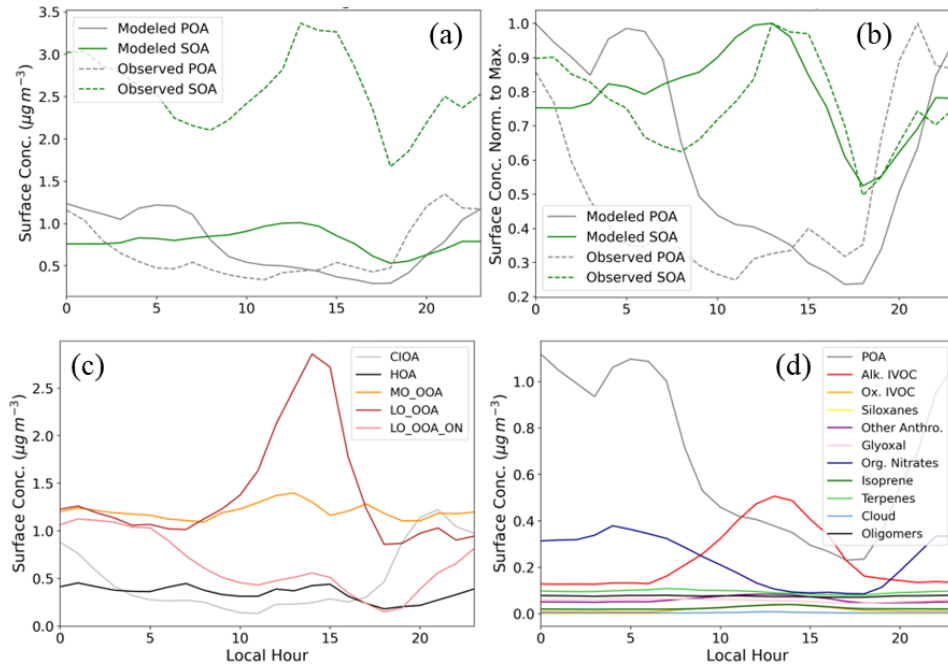 (a)
Modeled POA
Modeled SOA
Observed POA
Observed SOA
Surface Conc. (μg m⁻³)
3.5
3.0
2.5
2.0
1.5
1.0
0.5
0
5
10
15
20
(b)
Modeled POA
Modeled SOA
Observed POA
Observed SOA
Surface Conc. Norm. to Max.
1.0
0.9
0.8
0.7
0.6
0.5
0.4
0.3
0.2
0
5
10
15
20
(c)
CIOA
HOA
MO_OOA
LO_OOA
LO_OOA_ON
Surface Conc. (μg m⁻³)
2.5
2.0
1.5
1.0
0.5
0.0
0
5
10
15
20
Local Hour
(d)
POA
Alk. IVOC
Ox. IVOC
Siloxanes
Other Anthro.
Glyoxal
Org. Nitrates
Isoprene
Terpenes
Cloud
Oligomers
Surface Conc. (μg m⁻³)
1.0
0.8
0.6
0.4
0.2
0.0
0
5
10
15
20
Local Hour